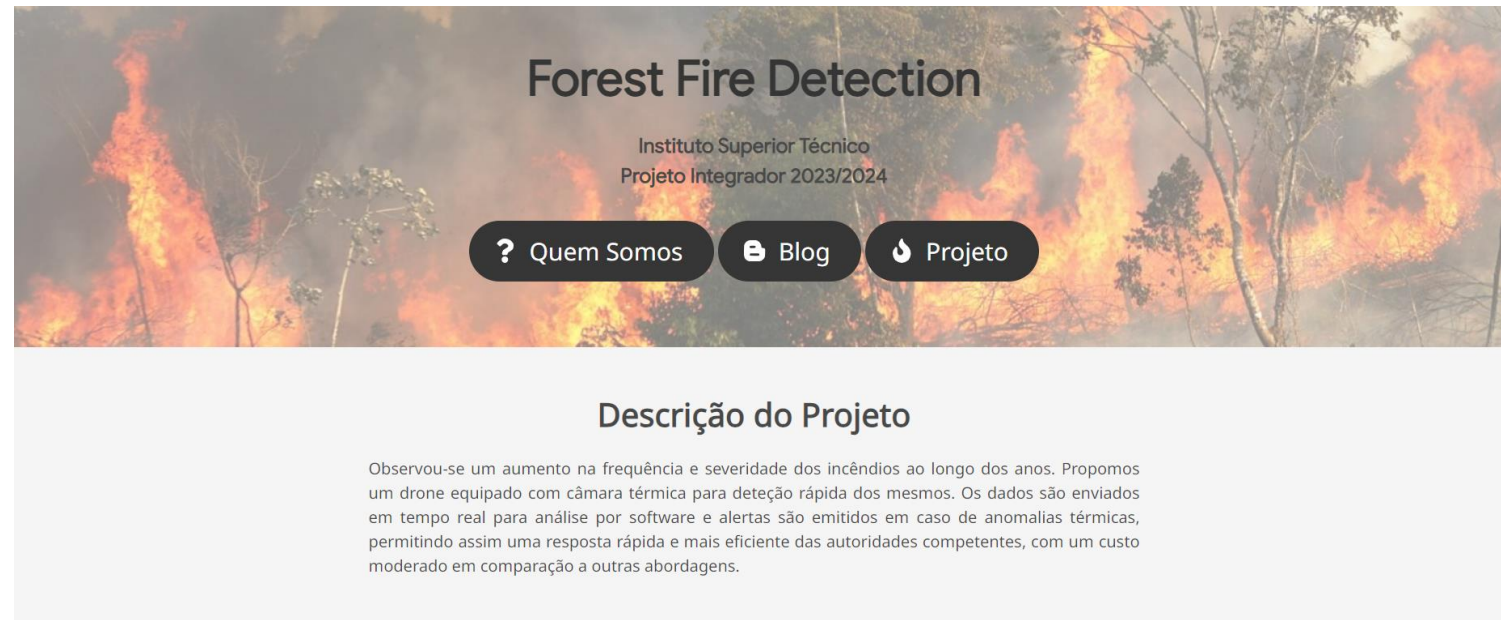 Forest Fire Detection
Instituto Superior Técnico
Projeto Integrador 2023/2024
Quem Somos
Blog
Projeto
Descrição do Projeto
Observou-se um aumento na frequência e severidade dos incêndios ao longo dos anos. Propomos
um drone equipado com câmara térmica para deteção rápida dos mesmos. Os dados são enviados
em tempo real para análise por software e alertas são emitidos em caso de anomalias térmicas,
permitindo assim uma resposta rápida e mais eficiente das autoridades competentes, com um custo
moderado em comparação a outras abordagens.